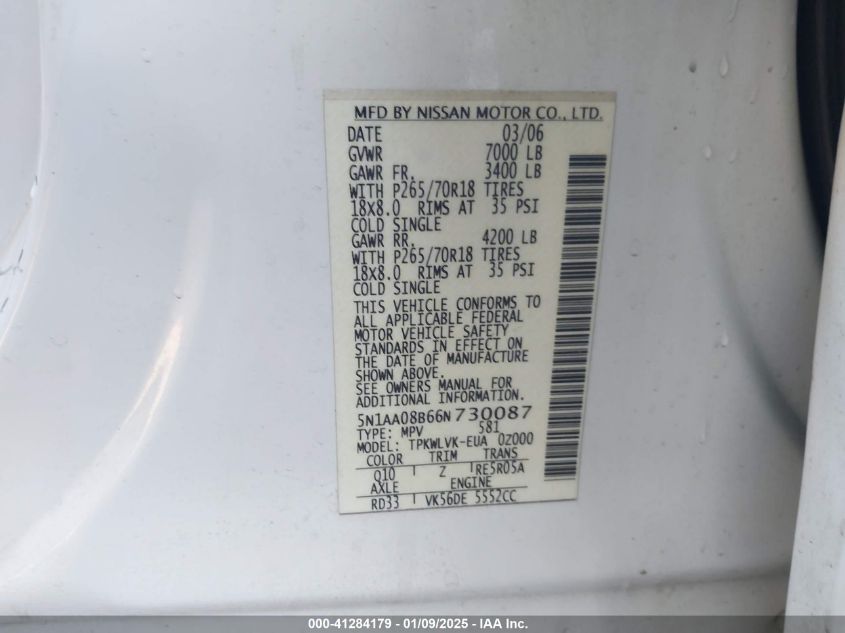 MFD BY NISSAN MOTOR CO., LTD.
DATE 03/06
GVWR 7000 LB
GAWR FR. 3400 LB
WITH P265/70R18 TIRES
18X8.0 RIMS AT 35 PSI
COLD SINGLE
GAWR RR. 4200 LB
WITH P265/70R18 TIRES
18X8.0 RIMS AT 35 PSI
COLD SINGLE
THIS VEHICLE CONFORMS TO
ALL APPLICABLE FEDERAL
MOTOR VEHICLE SAFETY
STANDARDS IN EFFECT ON
THE DATE OF MANUFACTURE
SHOWN ABOVE.
SEE OWNERS MANUAL FOR
ADDITIONAL INFORMATION.
5N1AA08B66N730087
TYPE: MPV 581
MODEL: TPKWLVK-EUA 0Z000
COLOR TRIM TRANS
Q10 Z RE5R05A
AXLE ENGINE
RD33 VK56DE 5552CC
000-41284179 - 01/09/2025 - IAA Inc.